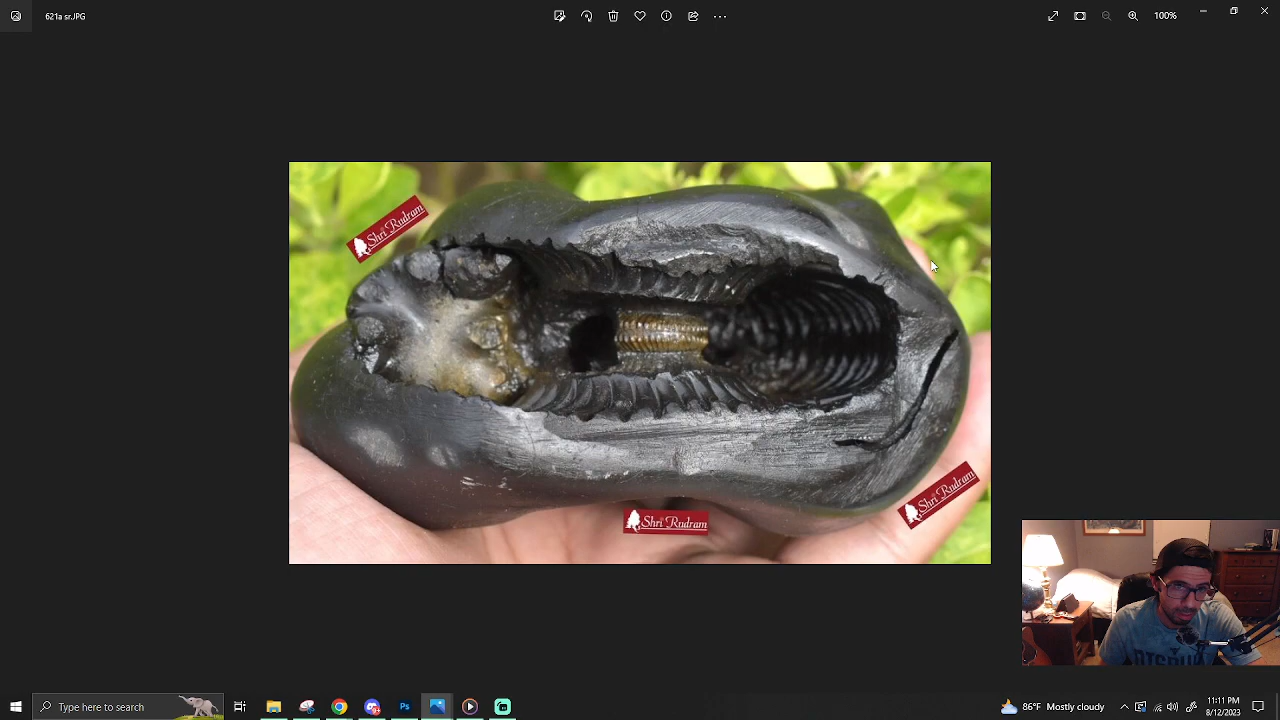 621a sr.JPG
100%
Shri Rudram
Shri Rudram
Shri Rudram
Type here to search
Ps
86°F Mostly cloudy
11:11 PM
8/12/2023